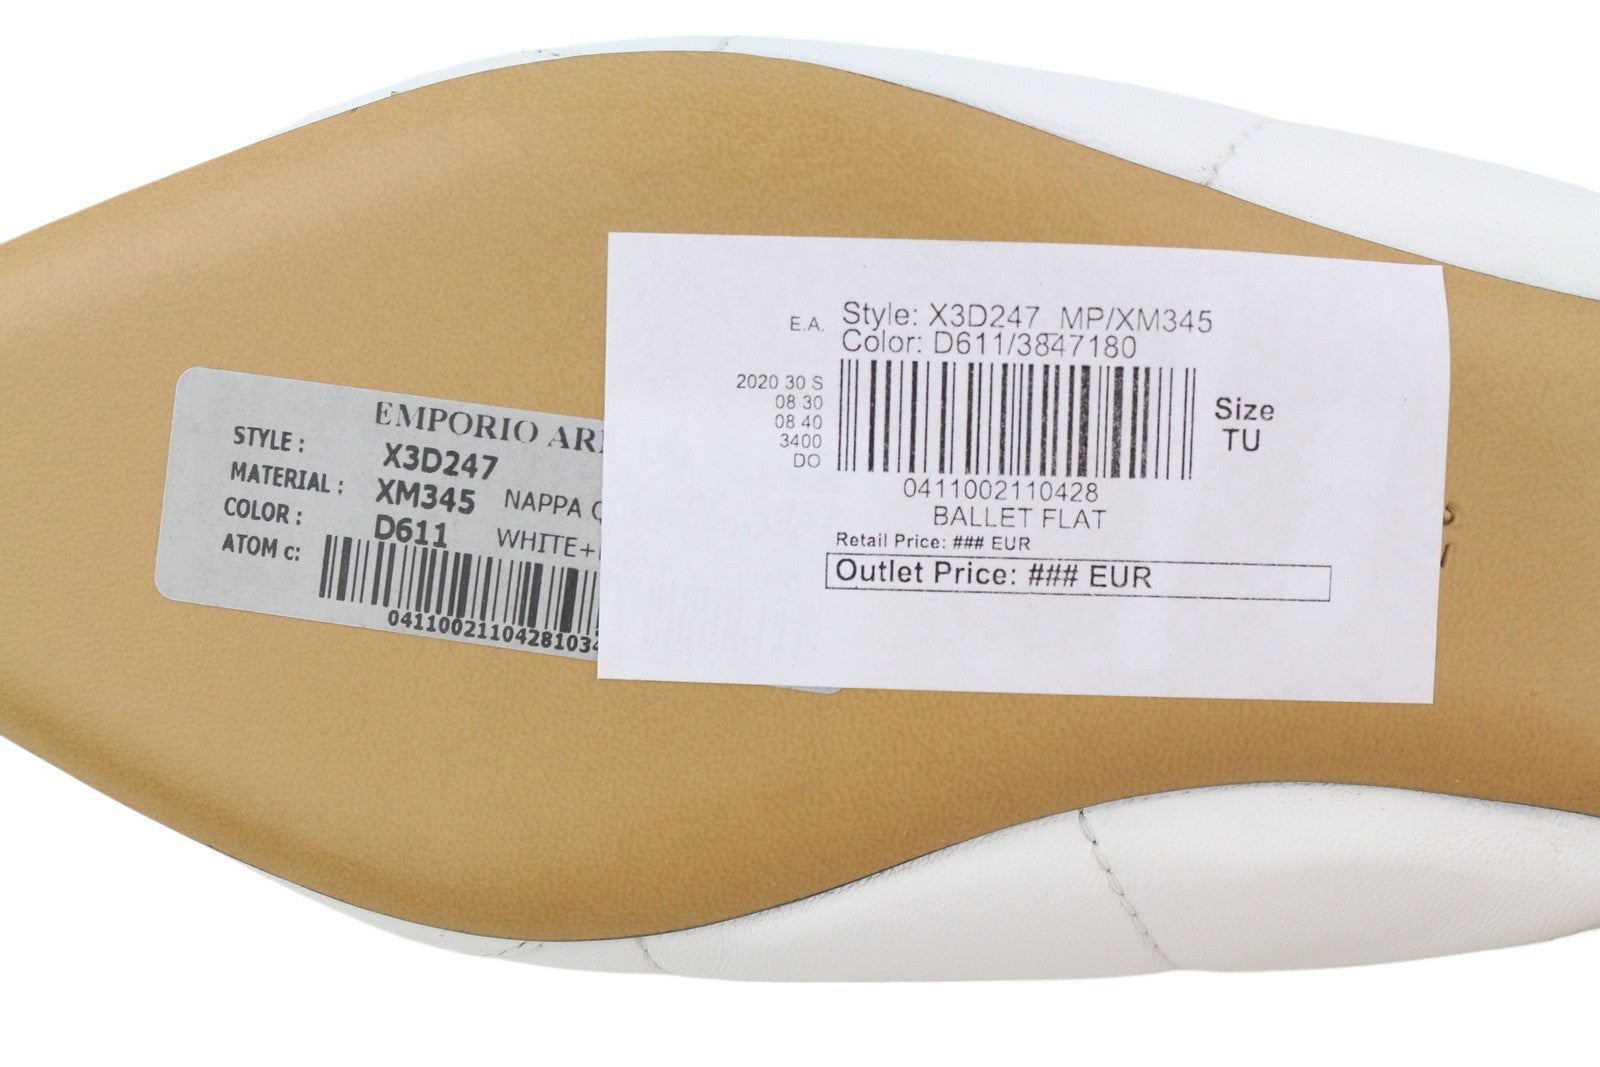 EMPORIO
STYLE : X3D247
MATERIAL : XM345 NAPPA
COLOR : D611 WHITE+
ATOM c:
0411002110428103
E.A. Style: X3D247_MP/XM345
Color: D611/3847180
2020 30 S
08 30
08 40
3400
DO
Size
TU
0411002110428
BALLET FLAT
Retail Price: ### EUR
Outlet Price: ### EUR